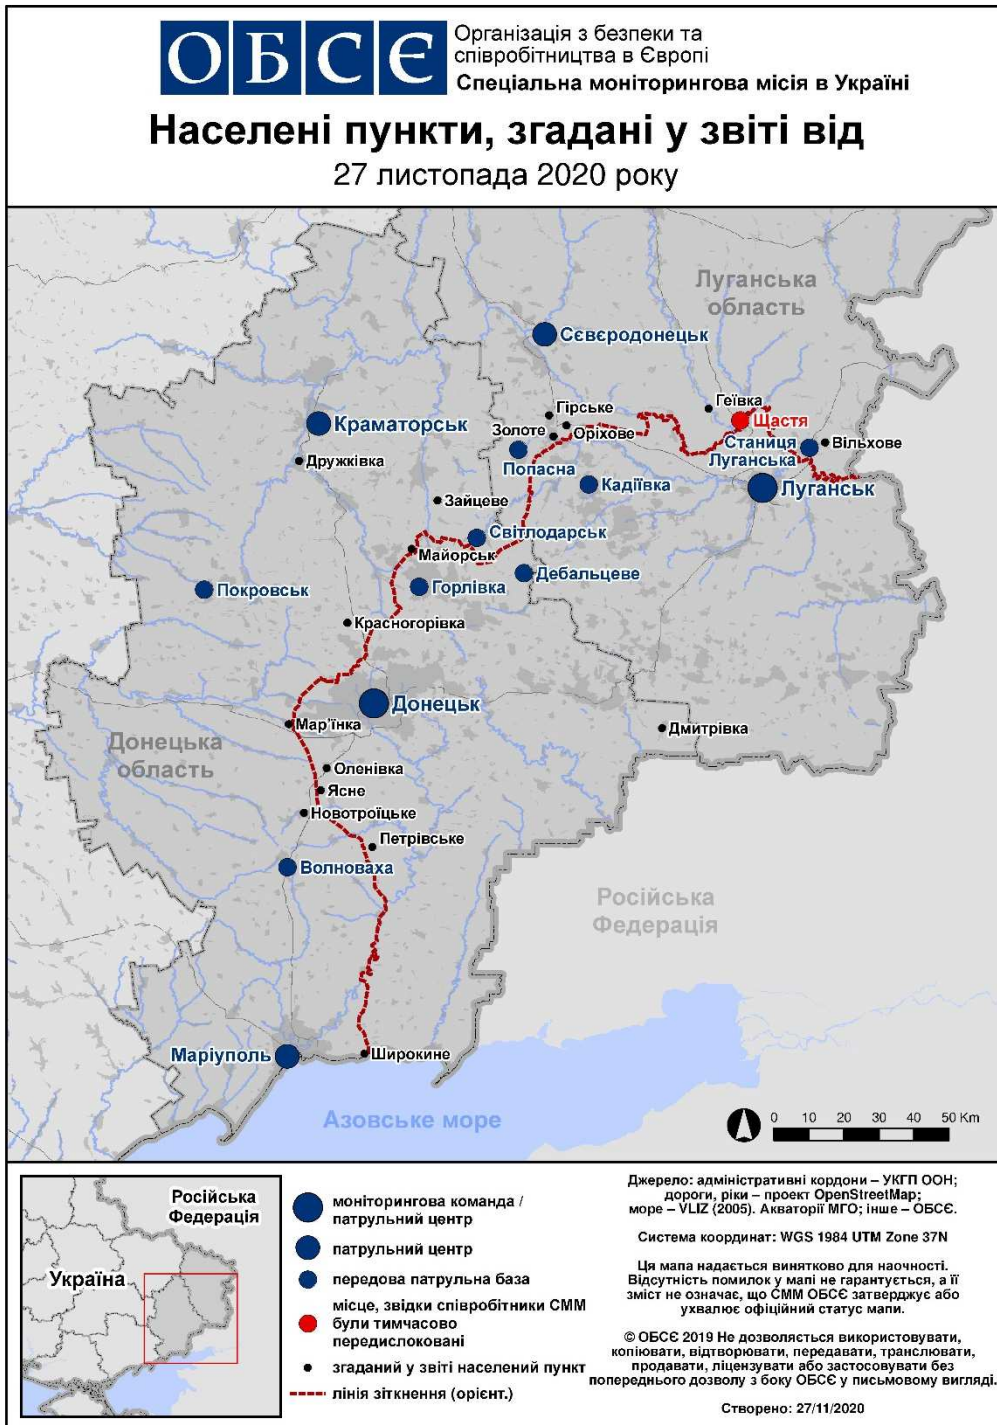 ОБСЄ
Організація з безпеки та
співробітництва в Європі
Спеціальна моніторингова місія в Україні
Населені пункти, згадані у звіті від
27 листопада 2020 року
Луганська
область
Сєвєродонецьк
Геївка
Гірське
Щастя
Краматорськ
Золоте
Оріхове
Станиця
Луганська
Вільхове
Дружківка
Попасна
Кадіївка
Луганськ
Зайцеве
Світлодарськ
Майорськ
Дебальцеве
Покровськ
Горлівка
Красногорівка
Донецьк
Мар'їнка
Дмитрівка
Донецька
область
Оленівка
Ясне
Новотроїцьке
Петрівське
Волноваха
Російська
Федерація
Маріуполь
Широкине
Азовське море
0 10 20 30 40 50 Km
Російська
Федерація
Україна
моніторингова команда /
патрульний центр
патрульний центр
передова патрульна база
місце, звідки співробітники СММ
були тимчасово
передислоковані
згаданий у звіті населений пункт
лінія зіткнення (орієнт.)
Джерело: адміністративні кордони – УКГП ООН;
дороги, ріки – проект OpenStreetMap;
море – VLIZ (2005). Акваторії МГО; інше – ОБСЄ.
Система координат: WGS 1984 UTM Zone 37N
Ця мапа надається винятково для наочності.
Відсутність помилок у мапі не гарантується, а її
зміст не означає, що СММ ОБСЄ затверджує або
ухвалює офіційний статус мапи.
© ОБСЄ 2019 Не дозволяється використовувати,
копіювати, відтворювати, передавати, транслювати,
продавати, ліцензувати або застосовувати без
попереднього дозволу з боку ОБСЄ у письмовому вигляді.
Створено: 27/11/2020